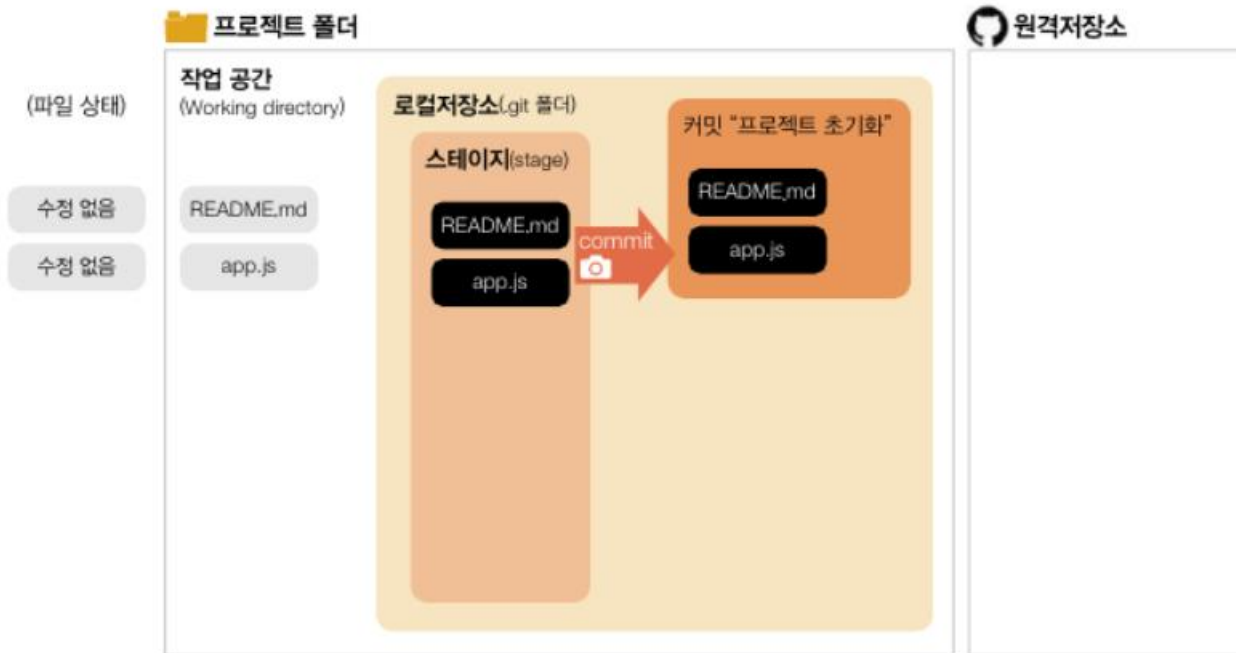 프로젝트 폴더
원격저장소
(파일 상태)
작업 공간
(Working directory)
로컬저장소(.git 폴더)
스테이지(stage)
커밋 “프로젝트 초기화”
수정 없음
README.md
README.md
README.md
수정 없음
app.js
app.js
app.js
commit